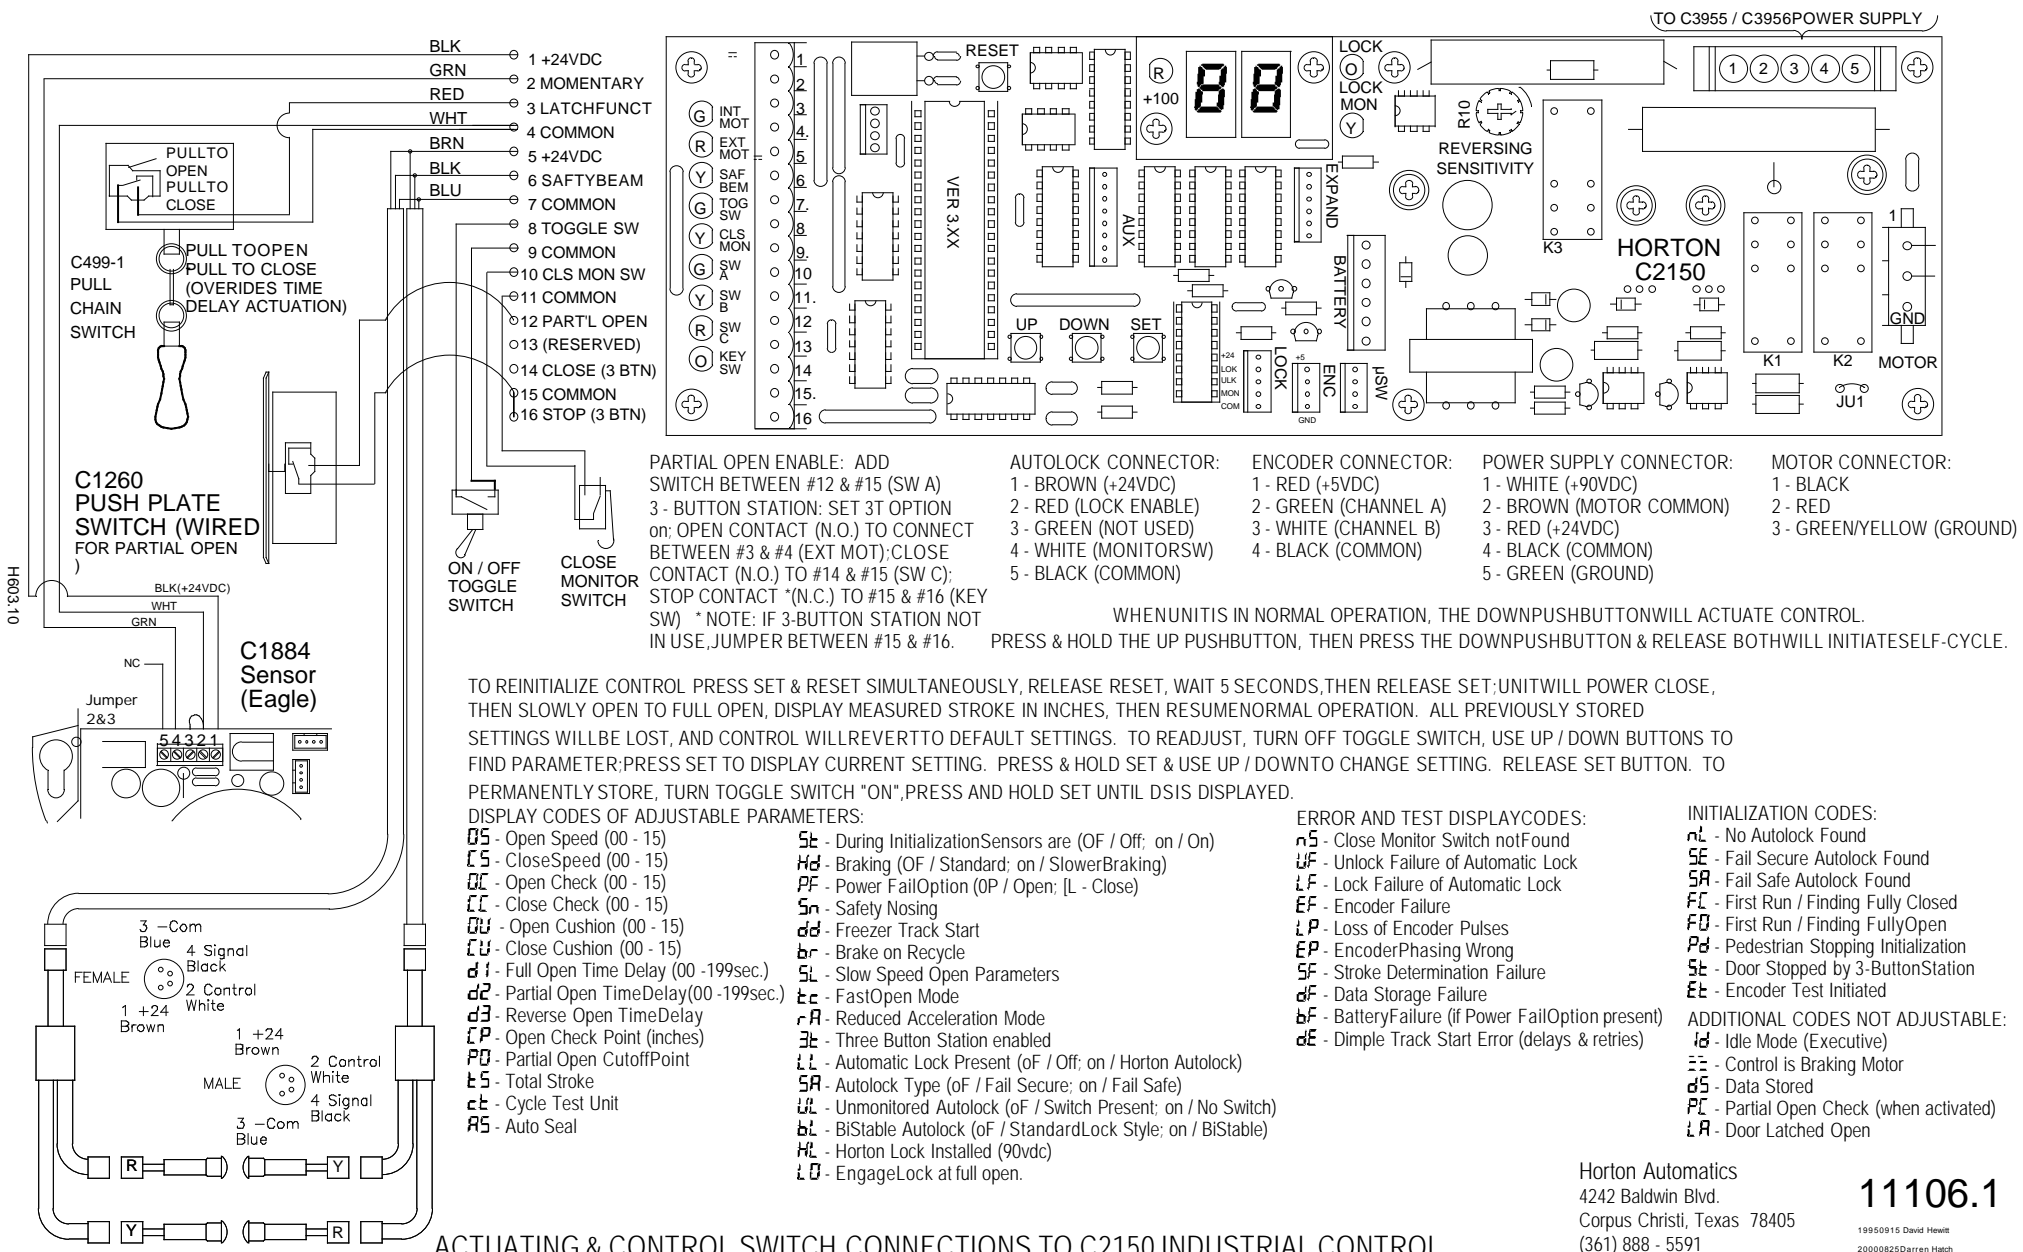 TO C3955 / C3956POWER SUPPLY
BLK
GRN
RED
WHT
BRN
BLK
BLU
1 +24VDC
2 MOMENTARY
3 LATCHFUNCT
4 COMMON
5 +24VDC
6 SAFTYBEAM
7 COMMON
8 TOGGLE SW
9 COMMON
10 CLS MON SW
11 COMMON
12 PART'L OPEN
13 (RESERVED)
14 CLOSE (3 BTN)
15 COMMON
16 STOP (3 BTN)
PULLTO
OPEN
PULLTO
CLOSE
C499-1
PULL
CHAIN
SWITCH
PULL TOOPEN
PULL TO CLOSE
(OVERIDES TIME
DELAY ACTUATION)
G INT MOT
R EXT MOT
Y SAF BEM
G TOG SW
Y CLS MON
G SW A
Y SW B
R SW C
O KEY SW
1
2
3
4.
5
6
7.
8
9.
10
11.
12
13
14
15.
16
RESET
VER 3.XX
R
+100
88
LOCK
O
LOCK
MON
Y
R10
REVERSING
SENSITIVITY
1 2 3 4 5
AUX
EXPAND
BATTERY
UP DOWN SET
+24
LOK
ULK
MON
COM
LOCK
+5
ENC
GND
µSW
K3
HORTON
C2150
K1
K2
JU1
1
GND
MOTOR
C1260
PUSH PLATE
SWITCH (WIRED
FOR PARTIAL OPEN
)
ON / OFF
TOGGLE
SWITCH
CLOSE
MONITOR
SWITCH
PARTIAL OPEN ENABLE: ADD
SWITCH BETWEEN #12 & #15 (SW A)
3 - BUTTON STATION: SET 3T OPTION
on; OPEN CONTACT (N.O.) TO CONNECT
BETWEEN #3 & #4 (EXT MOT);CLOSE
CONTACT (N.O.) TO #14 & #15 (SW C);
STOP CONTACT *(N.C.) TO #15 & #16 (KEY
SW) * NOTE: IF 3-BUTTON STATION NOT
IN USE,JUMPER BETWEEN #15 & #16.
AUTOLOCK CONNECTOR:
1 - BROWN (+24VDC)
2 - RED (LOCK ENABLE)
3 - GREEN (NOT USED)
4 - WHITE (MONITORSW)
5 - BLACK (COMMON)
ENCODER CONNECTOR:
1 - RED (+5VDC)
2 - GREEN (CHANNEL A)
3 - WHITE (CHANNEL B)
4 - BLACK (COMMON)
POWER SUPPLY CONNECTOR:
1 - WHITE (+90VDC)
2 - BROWN (MOTOR COMMON)
3 - RED (+24VDC)
4 - BLACK (COMMON)
5 - GREEN (GROUND)
MOTOR CONNECTOR:
1 - BLACK
2 - RED
3 - GREEN/YELLOW (GROUND)
WHENUNITIS IN NORMAL OPERATION, THE DOWNPUSHBUTTONWILL ACTUATE CONTROL.
PRESS & HOLD THE UP PUSHBUTTON, THEN PRESS THE DOWNPUSHBUTTON & RELEASE BOTHWILL INITIATESELF-CYCLE.
H603.10
BLK(+24VDC)
WHT
GRN
NC
C1884
Sensor
(Eagle)
Jumper
2&3
54321
TO REINITIALIZE CONTROL PRESS SET & RESET SIMULTANEOUSLY, RELEASE RESET, WAIT 5 SECONDS,THEN RELEASE SET;UNITWILL POWER CLOSE,
THEN SLOWLY OPEN TO FULL OPEN, DISPLAY MEASURED STROKE IN INCHES, THEN RESUMENORMAL OPERATION. ALL PREVIOUSLY STORED
SETTINGS WILLBE LOST, AND CONTROL WILLREVERTTO DEFAULT SETTINGS. TO READJUST, TURN OFF TOGGLE SWITCH, USE UP / DOWN BUTTONS TO
FIND PARAMETER;PRESS SET TO DISPLAY CURRENT SETTING. PRESS & HOLD SET & USE UP / DOWNTO CHANGE SETTING. RELEASE SET BUTTON. TO
PERMANENTLY STORE, TURN TOGGLE SWITCH "ON",PRESS AND HOLD SET UNTIL DSIS DISPLAYED.
DISPLAY CODES OF ADJUSTABLE PARAMETERS:
OS - Open Speed (00 - 15)
CS - CloseSpeed (00 - 15)
OC - Open Check (00 - 15)
CC - Close Check (00 - 15)
OU - Open Cushion (00 - 15)
CU - Close Cushion (00 - 15)
d1 - Full Open Time Delay (00 -199sec.)
d2 - Partial Open TimeDelay(00 -199sec.)
d3 - Reverse Open TimeDelay
CP - Open Check Point (inches)
PO - Partial Open CutoffPoint
tS - Total Stroke
ct - Cycle Test Unit
AS - Auto Seal
St - During InitializationSensors are (OF / Off; on / On)
Hd - Braking (OF / Standard; on / SlowerBraking)
PF - Power FailOption (0P / Open; [L - Close)
Sn - Safety Nosing
dd - Freezer Track Start
br - Brake on Recycle
SL - Slow Speed Open Parameters
tc - FastOpen Mode
rA - Reduced Acceleration Mode
3t - Three Button Station enabled
LL - Automatic Lock Present (oF / Off; on / Horton Autolock)
SA - Autolock Type (oF / Fail Secure; on / Fail Safe)
UL - Unmonitored Autolock (oF / Switch Present; on / No Switch)
bL - BiStable Autolock (oF / StandardLock Style; on / BiStable)
HL - Horton Lock Installed (90vdc)
LO - EngageLock at full open.
ERROR AND TEST DISPLAYCODES:
nS - Close Monitor Switch notFound
UF - Unlock Failure of Automatic Lock
LF - Lock Failure of Automatic Lock
EF - Encoder Failure
LP - Loss of Encoder Pulses
EP - EncoderPhasing Wrong
SF - Stroke Determination Failure
dF - Data Storage Failure
bF - BatteryFailure (if Power FailOption present)
dE - Dimple Track Start Error (delays & retries)
INITIALIZATION CODES:
nL - No Autolock Found
SE - Fail Secure Autolock Found
SA - Fail Safe Autolock Found
FC - First Run / Finding Fully Closed
FO - First Run / Finding FullyOpen
Pd - Pedestrian Stopping Initialization
St - Door Stopped by 3-ButtonStation
Et - Encoder Test Initiated
ADDITIONAL CODES NOT ADJUSTABLE:
Id - Idle Mode (Executive)
- Control is Braking Motor
dS - Data Stored
PC - Partial Open Check (when activated)
LA - Door Latched Open
3 –Com
Blue
4 Signal
Black
FEMALE
2 Control
White
1 +24
Brown
1 +24
Brown
2 Control
White
MALE
4 Signal
Black
3 –Com
Blue
R Y
Y R
Horton Automatics
4242 Baldwin Blvd.
Corpus Christi, Texas 78405
(361) 888 - 5591
11106.1
19950915 David Hewitt
20000825Darren Hatch
ACTUATING & CONTROL SWITCH CONNECTIONS TO C2150 INDUSTRIAL CONTROL